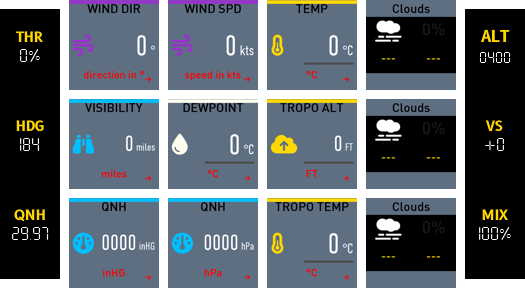 THR
0%
HDG
184
QNH
29.97
WIND DIR
0 °
direction in °
WIND SPD
0 kts
speed in kts
TEMP
0 °C
°C
Clouds
0%
--- ---
VISIBILITY
0 miles
miles
DEWPOINT
0 °C
°C
TROPO ALT
0 FT
FT
Clouds
0%
--- ---
QNH
0000 inHG
inHG
QNH
0000 hPa
hPa
TROPO TEMP
0 °C
°C
Clouds
0%
--- ---
ALT
0400
VS
+0
MIX
100%